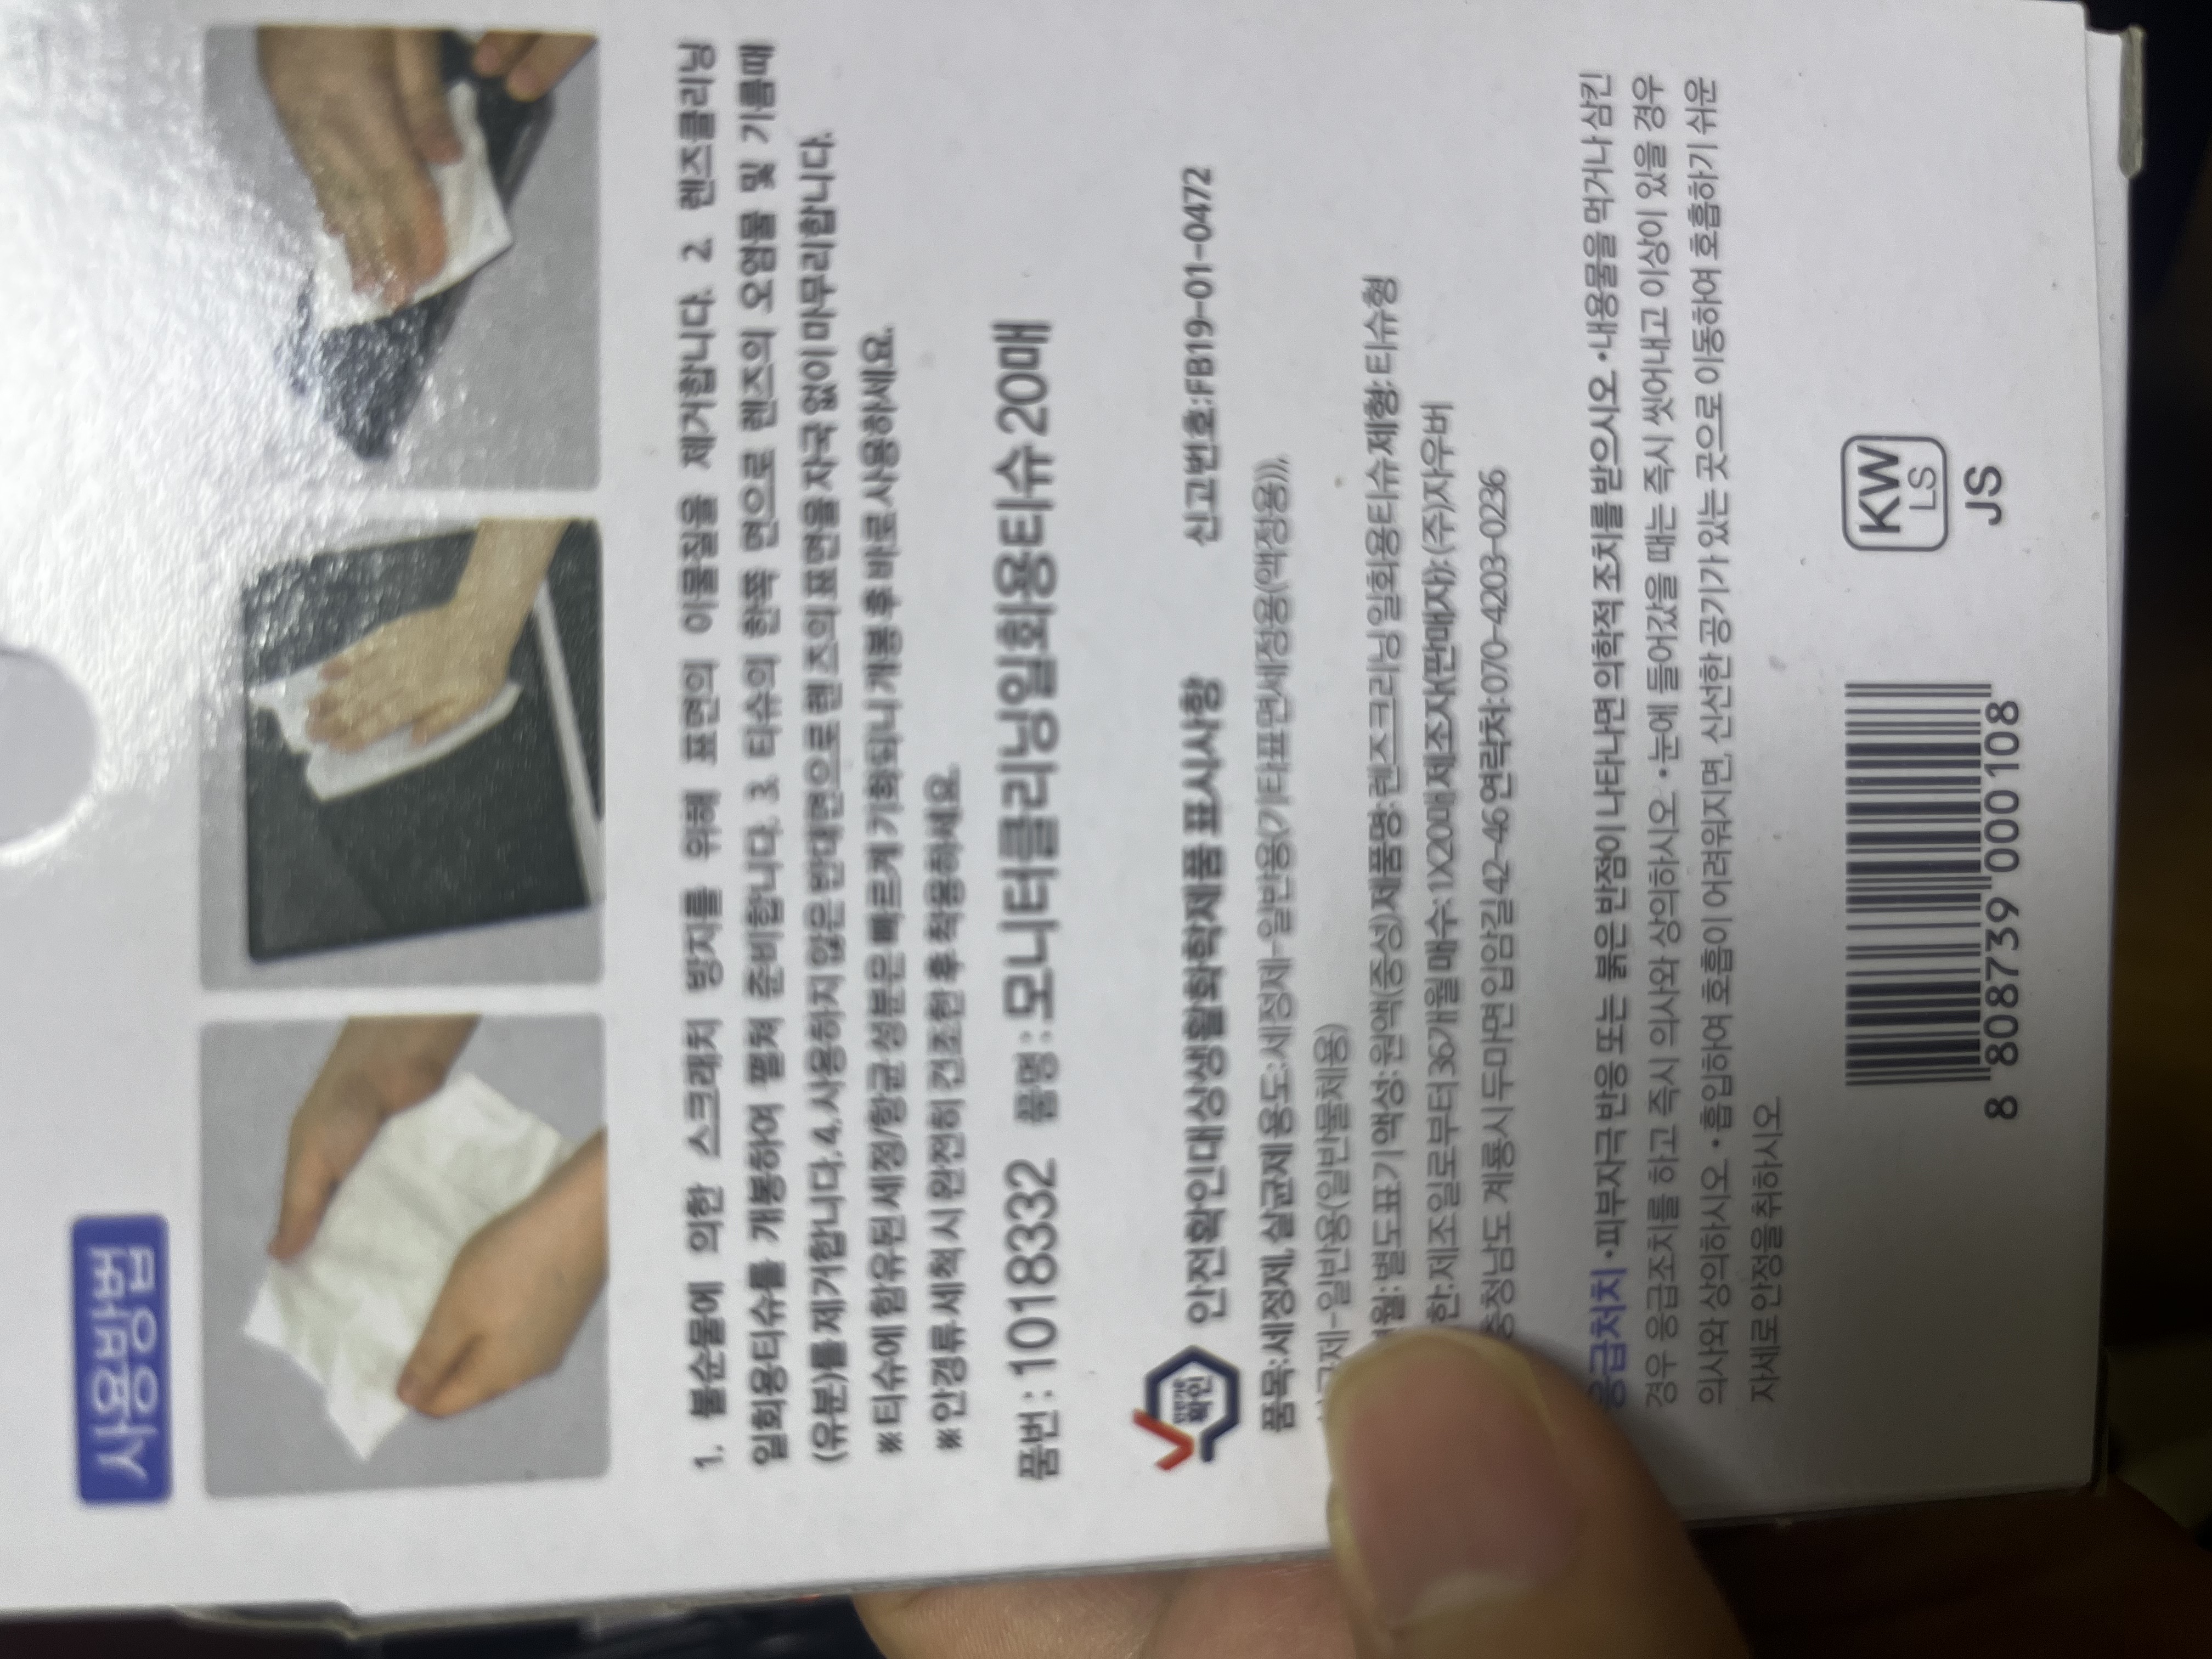 사용방법
1. 불순물에 의한 스크래치 방지를 위해 표면의 이물질을 제거합니다. 2. 렌즈클리닝
일회용티슈를 개봉하여 펼쳐 준비합니다. 3. 티슈의 한쪽 면으로 렌즈의 오염물 및 기름때
(유분)를 제거합니다. 4. 사용하지 않은 반대면으로 렌 즈의 표면을 자국 없이 마무리합니다.
※ 티슈에 함유된 세정/항균 성분은 빠르게 기화되니 개봉 후 바로 사용하세요.
※ 안경류 세척 시 완전히 건조한 후 착용하세요.
품번 : 1018332 품명 : 모니터클리닝일회용티슈 20매
확인
안전확인대상생활화학제품 표시사항 신고번호:FB19-01-0472
품목: 세정제, 살균제 용도: 세정제-일반용(기타표면세정용(액정용)),
제-일반용(일반물체용)
월: 별도표기 액성: 원액(중성) 제품명: 렌즈크리닝 일회용티슈 제형: 티슈형
한: 제조일로부터 36개월 매수: 1X20매 제조자(판매자): (주)자우버
충청남도 계룡시 두마면 입암길 42-46 연락처: 070-4203-0236
응급처치 •피부자극 반응 또는 붉은 반점이 나타나면 의학적 조치를 받으시오. •내용물을 먹거나 삼킨
경우 응급조치를 하고 즉시 의사와 상의하시오. •눈에 들어갔을 때는 즉시 씻어내고 이상이 있을 경우
의사와 상의하시오. •흡입하여 호흡이 어려워지면, 신선한 공기가 있는 곳으로 이동하여 호흡하기 쉬운
자세로 안정을 취하시오.
8 808739 000108
KW
LS
JS